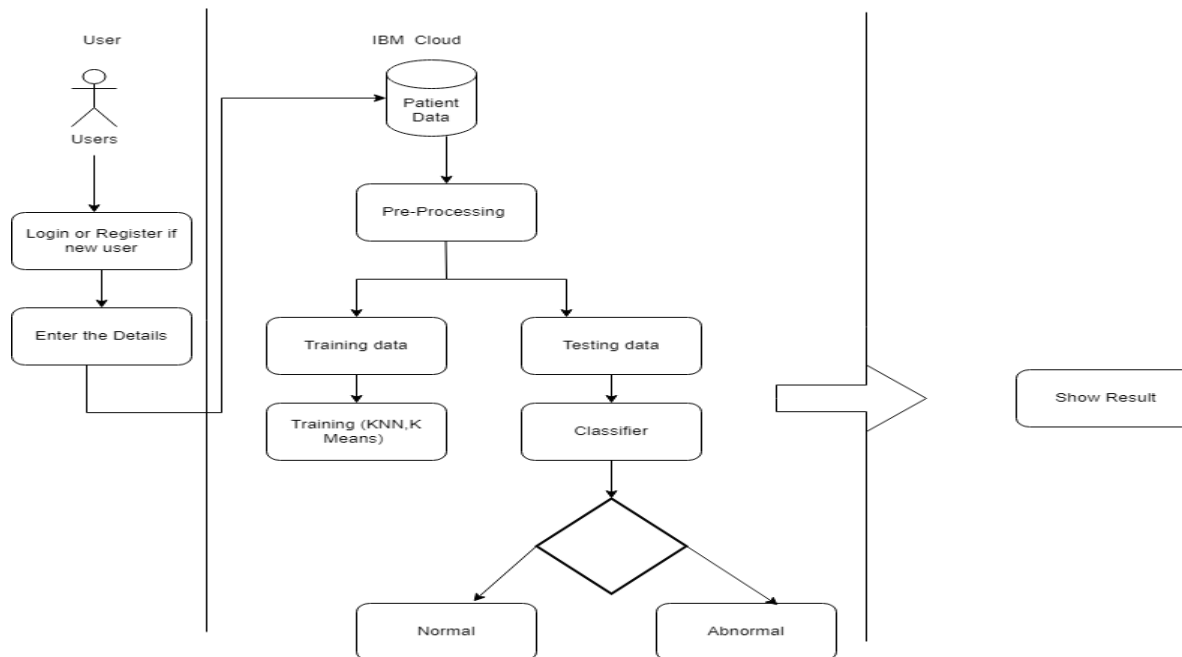 User
IBM Cloud
Users
Patient
Data
Login or Register if
new user
Pre-Processing
Enter the Details
Training data
Testing data
Training (KNN,K
Means)
Classifier
Show Result
Normal
Abnormal